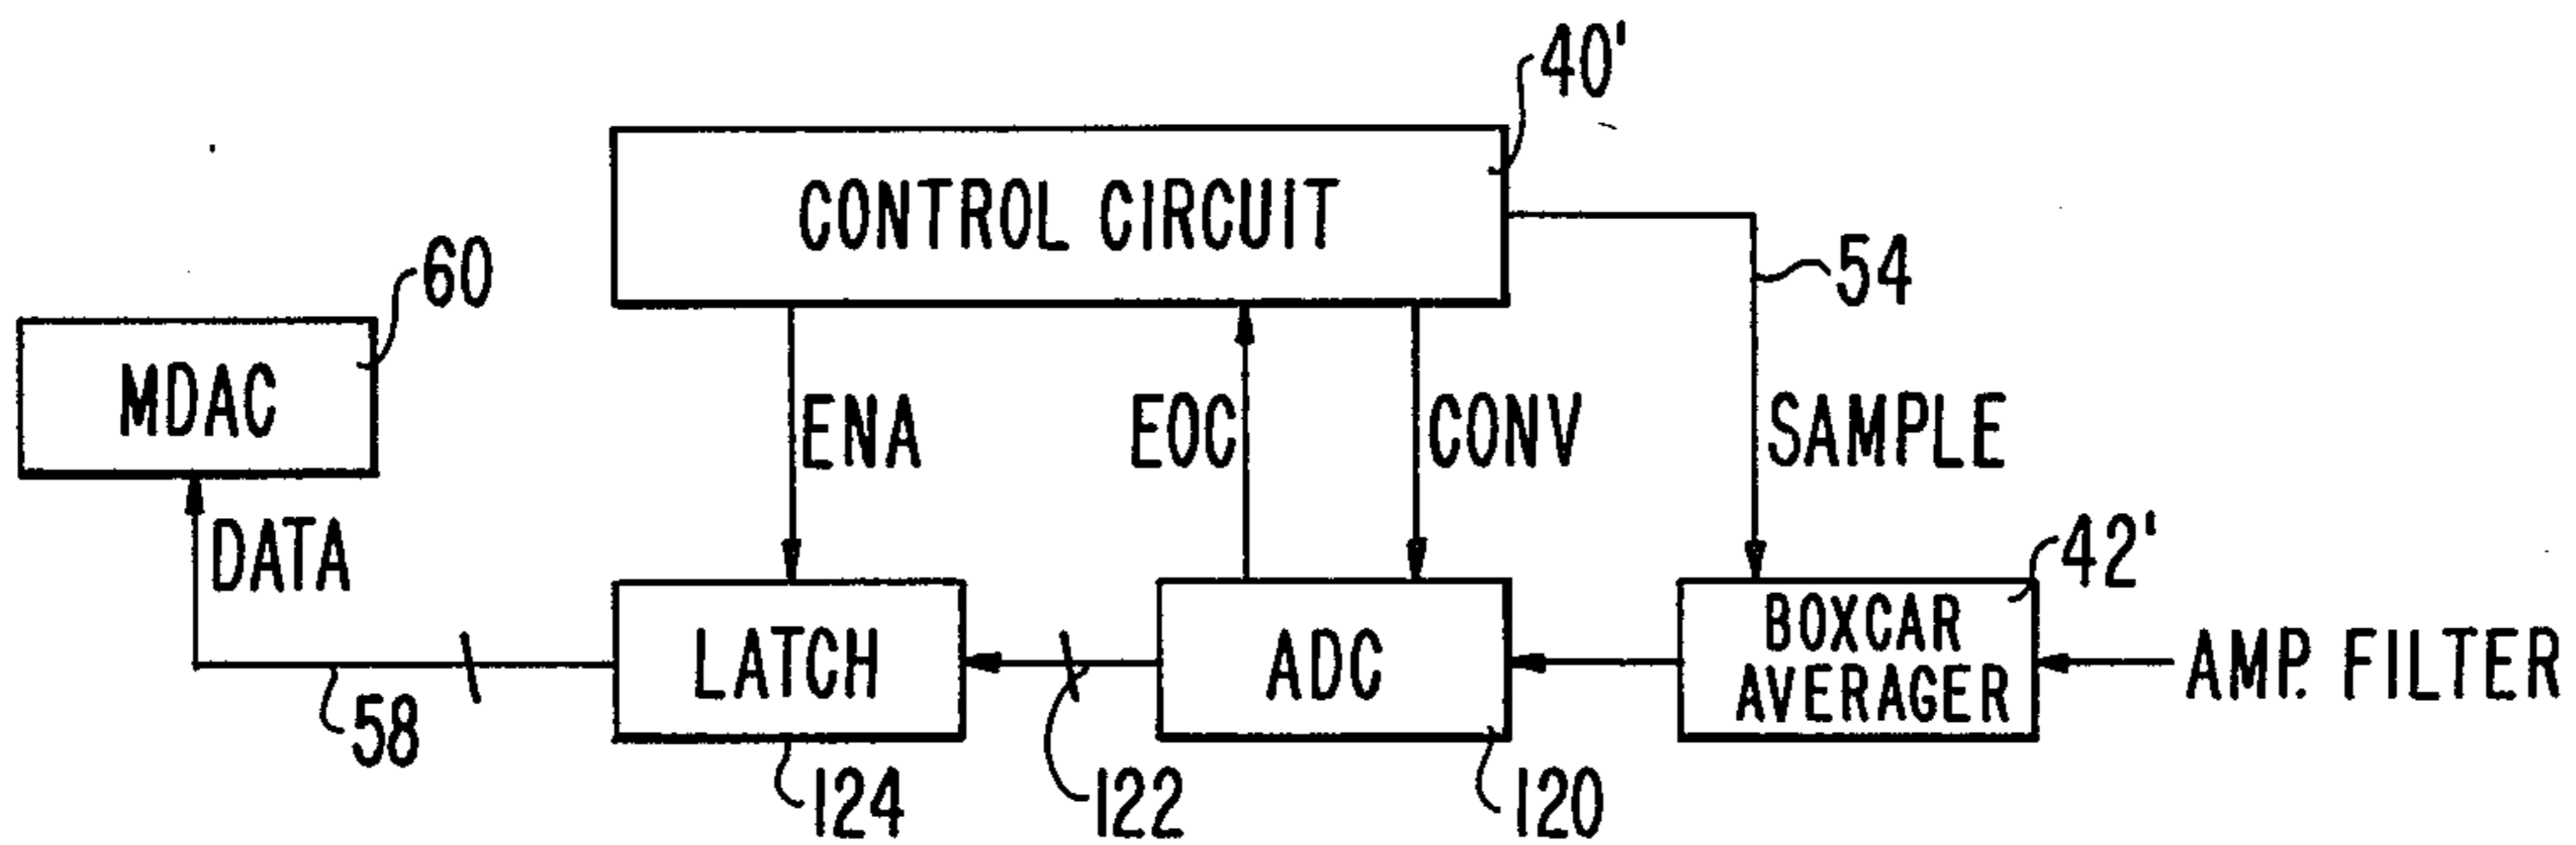 40'
CONTROL CIRCUIT
60
54
MDAC
ENA
EOC
CONV
SAMPLE
DATA
42'
LATCH
ADC
BOXCAR
AVERAGER
AMP. FILTER
58
124
122
120